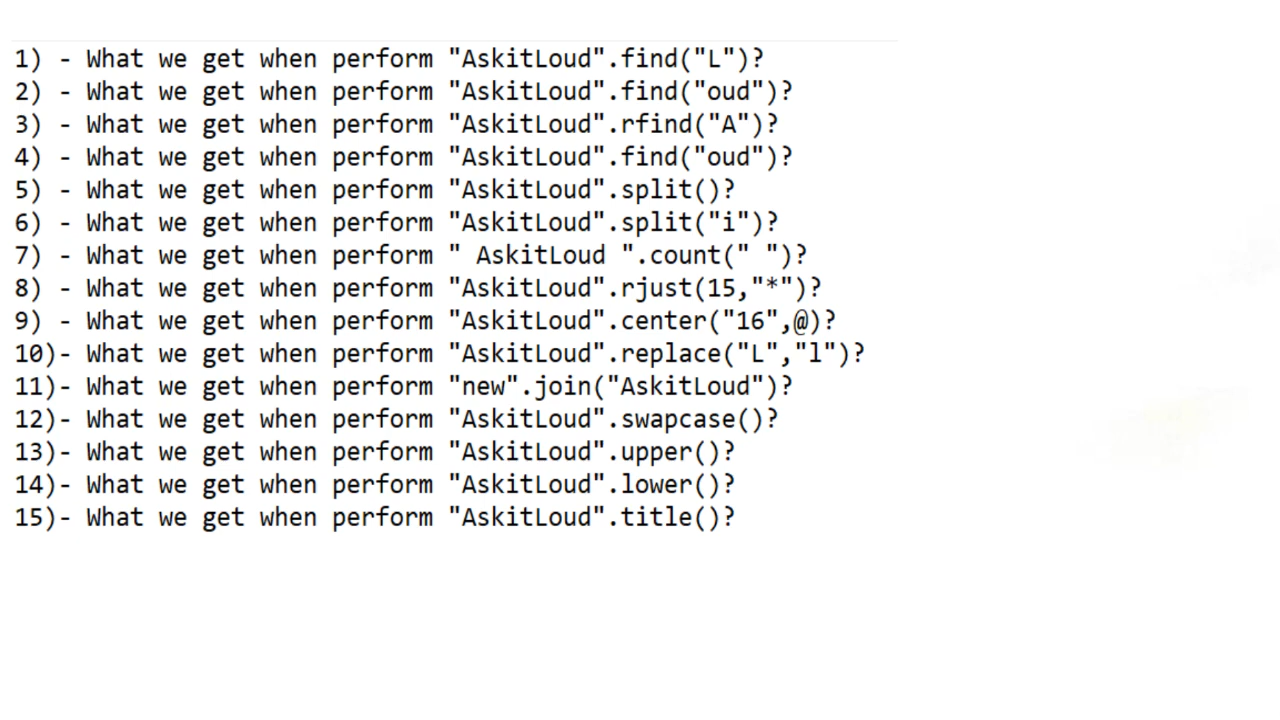 1) - What we get when perform "AskitLoud".find("L")?
2) - What we get when perform "AskitLoud".find("oud")?
3) - What we get when perform "AskitLoud".rfind("A")?
4) - What we get when perform "AskitLoud".find("oud")?
5) - What we get when perform "AskitLoud".split()?
6) - What we get when perform "AskitLoud".split("i")?
7) - What we get when perform " AskitLoud ".count(" ")?
8) - What we get when perform "AskitLoud".rjust(15,"*")?
9) - What we get when perform "AskitLoud".center("16",@)?
10)- What we get when perform "AskitLoud".replace("L","l")?
11)- What we get when perform "new".join("AskitLoud")?
12)- What we get when perform "AskitLoud".swapcase()?
13)- What we get when perform "AskitLoud".upper()?
14)- What we get when perform "AskitLoud".lower()?
15)- What we get when perform "AskitLoud".title()?